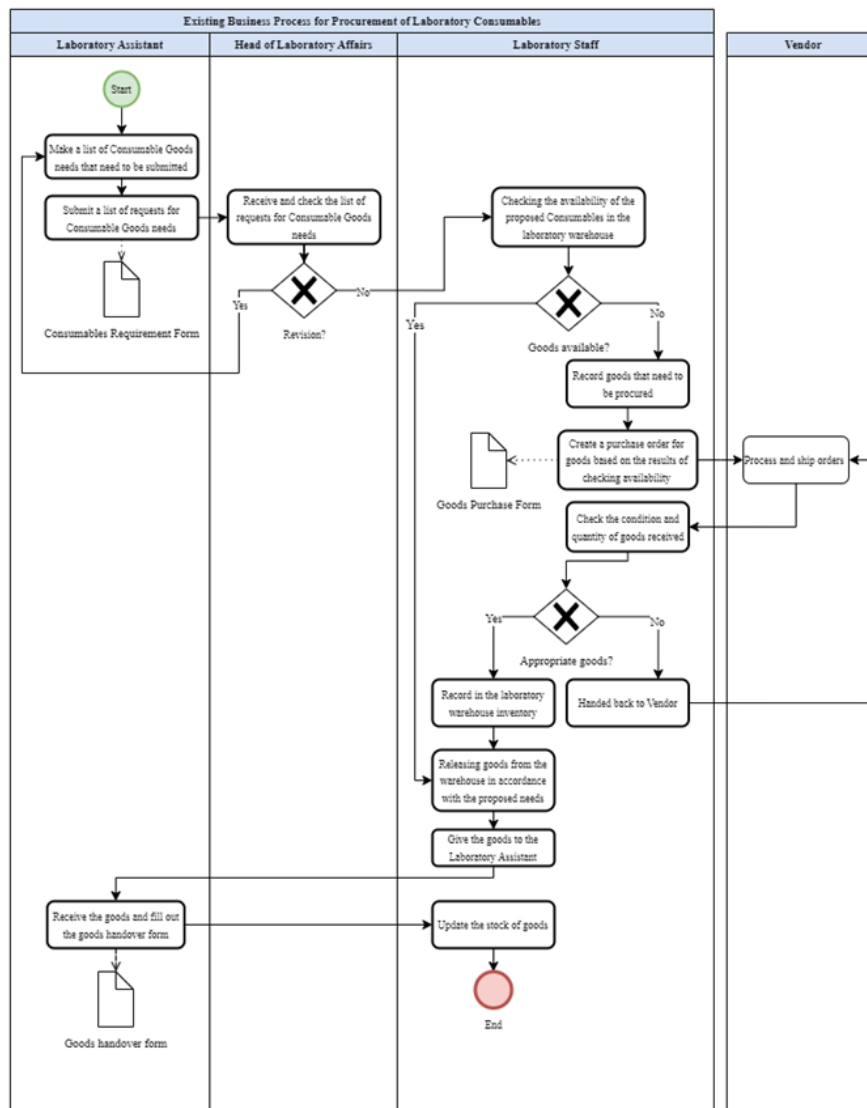 Existing Business Process for Procurement of Laboratory Consumables
Laboratory Assistant
Head of Laboratory Affairs
Laboratory Staff
Vendor
Start
Make a list of Consumable Goods
needs that need to be submitted
Submit a list of requests for
Consumable Goods needs
Receive and check the list of
requests for Consumable Goods
needs
Checking the availability of the
proposed Consumables in the
laboratory warehouse
Consumables Requirement Form
Yes
No
Revision?
Yes
No
Goods available?
Record goods that need to
be procured
Create a purchase order for
goods based on the results of
checking availability
Process and ship orders
Goods Purchase Form
Check the condition and
quantity of goods received
Yes
No
Appropriate goods?
Record in the laboratory
warehouse inventory
Handed back to Vendor
Releasing goods from the
warehouse in accordance
with the proposed needs
Give the goods to the
Laboratory Assistant
Receive the goods and fill out
the goods handover form
Update the stock of goods
Goods handover form
End